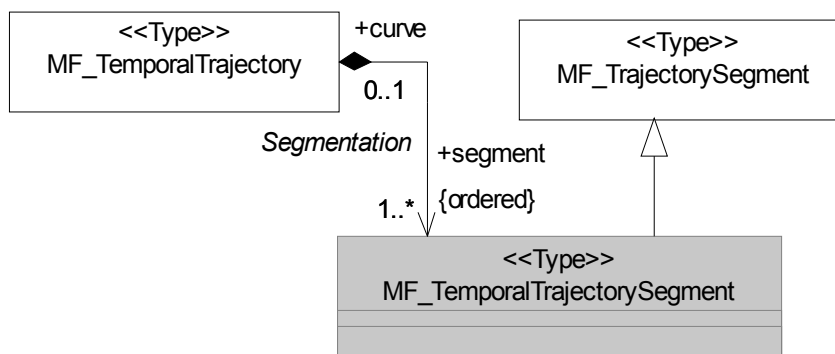 <<Type>>
MF_TemporalTrajectory
+curve
0..1
<<Type>>
MF_TrajectorySegment
Segmentation
+segment
1..*
{ordered}
<<Type>>
MF_TemporalTrajectorySegment